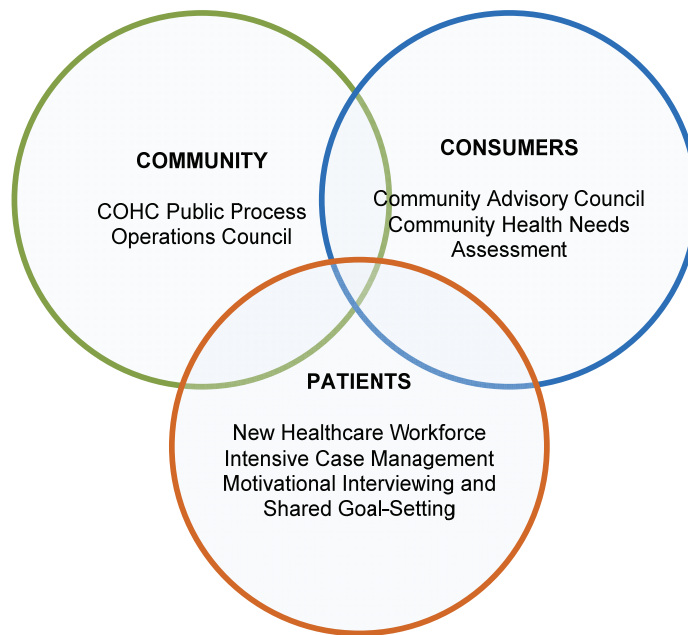 COMMUNITY
COHC Public Process
Operations Council
CONSUMERS
Community Advisory Council
Community Health Needs
Assessment
PATIENTS
New Healthcare Workforce
Intensive Case Management
Motivational Interviewing and
Shared Goal-Setting